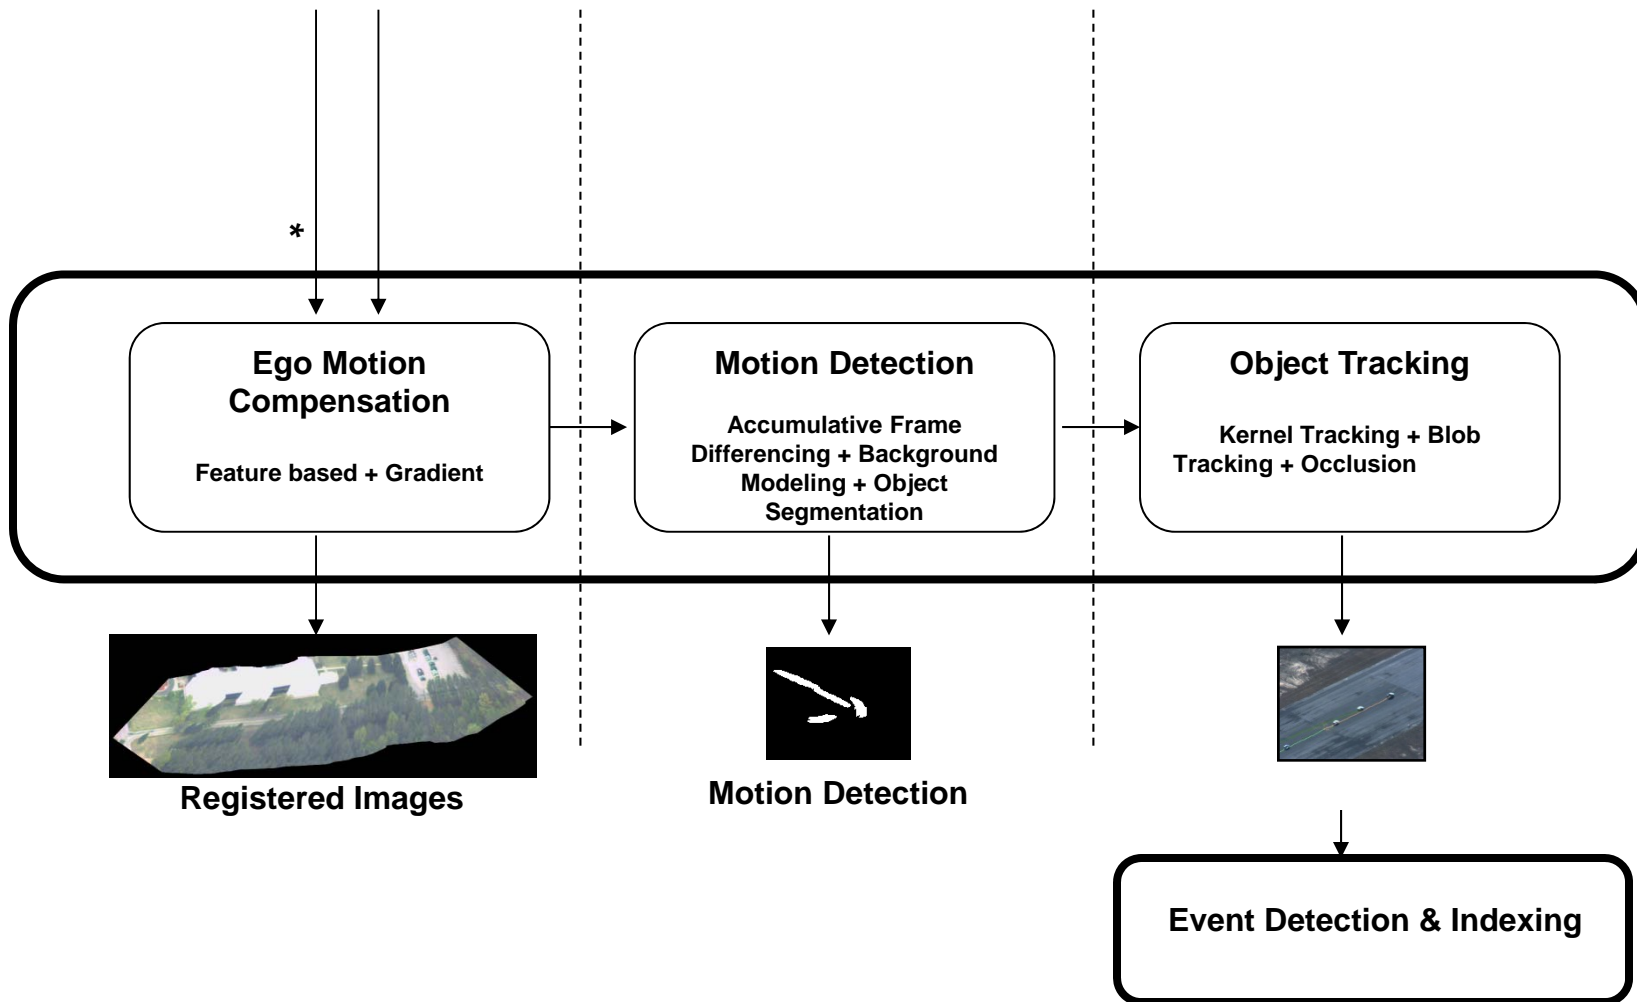 *
Ego Motion
Compensation
Feature based + Gradient
Motion Detection
Accumulative Frame
Differencing + Background
Modeling + Object
Segmentation
Object Tracking
Kernel Tracking + Blob
Tracking + Occlusion
Registered Images
Motion Detection
Event Detection & Indexing